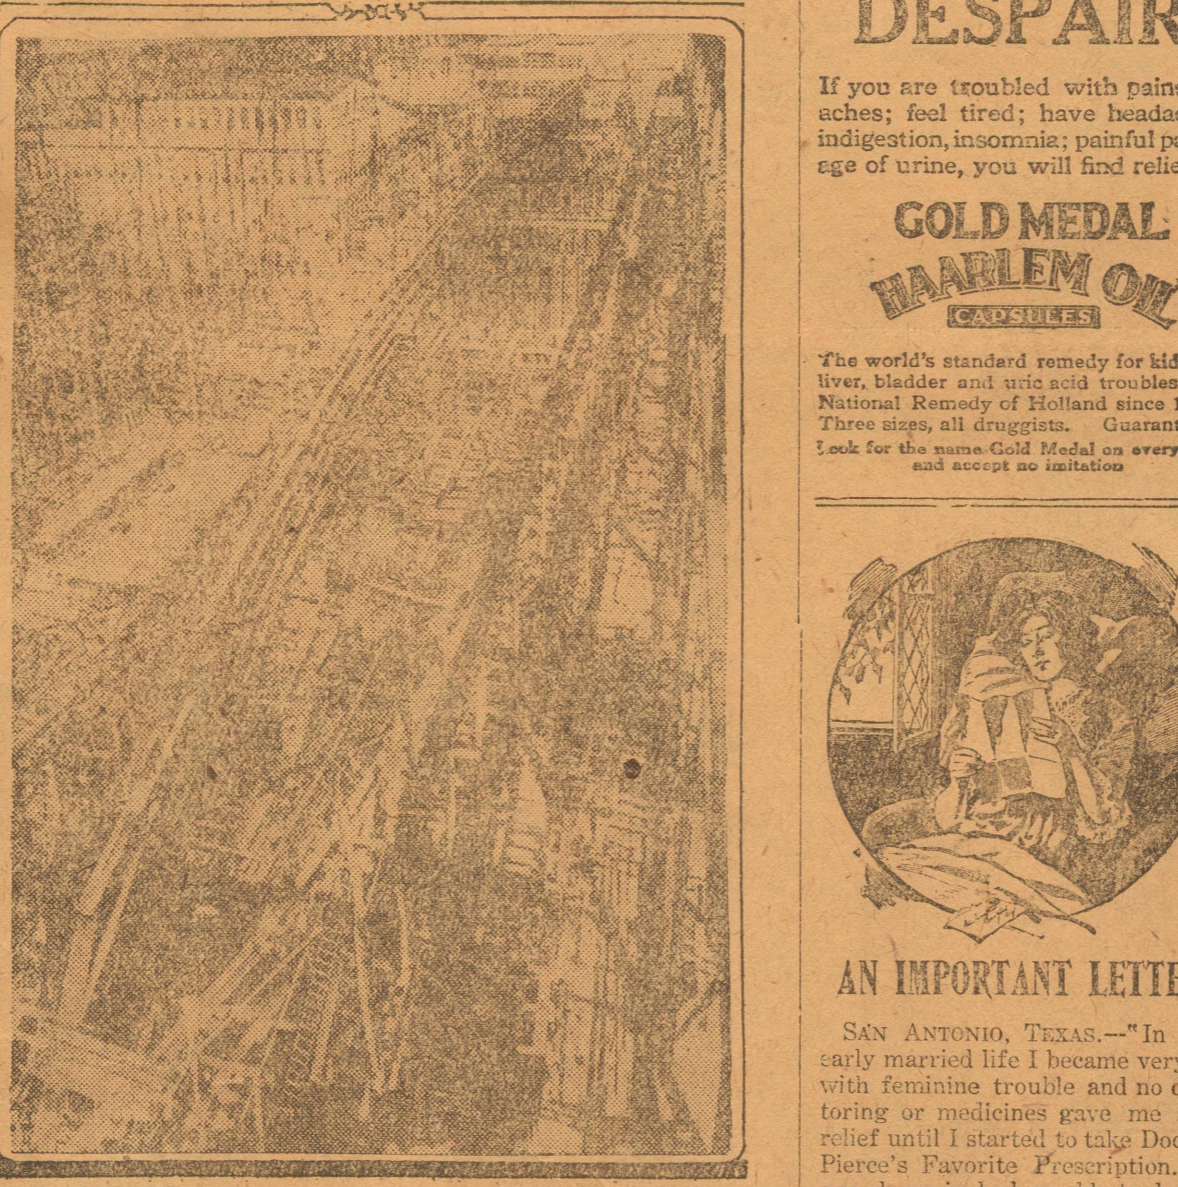 DESPAIR
If you are troubled with pains
aches; feel tired; have heada
indigestion, insomnia; painful pa
age of urine, you will find relie
GOLD MEDAL
HAARLEM OIL
CAPSULES
The world's standard remedy for kid
liver, bladder and uric acid troubles
National Remedy of Holland since 1
Three sizes, all druggists. Guarant
Look for the name Gold Medal on every
and accept no imitation
AN IMPORTANT LETTE
SAN ANTONIO, TEXAS.--"In
early married life I became very
with feminine trouble and no d
toring or medicines gave me
relief until I started to take Doc
Pierce's Favorite Prescription.